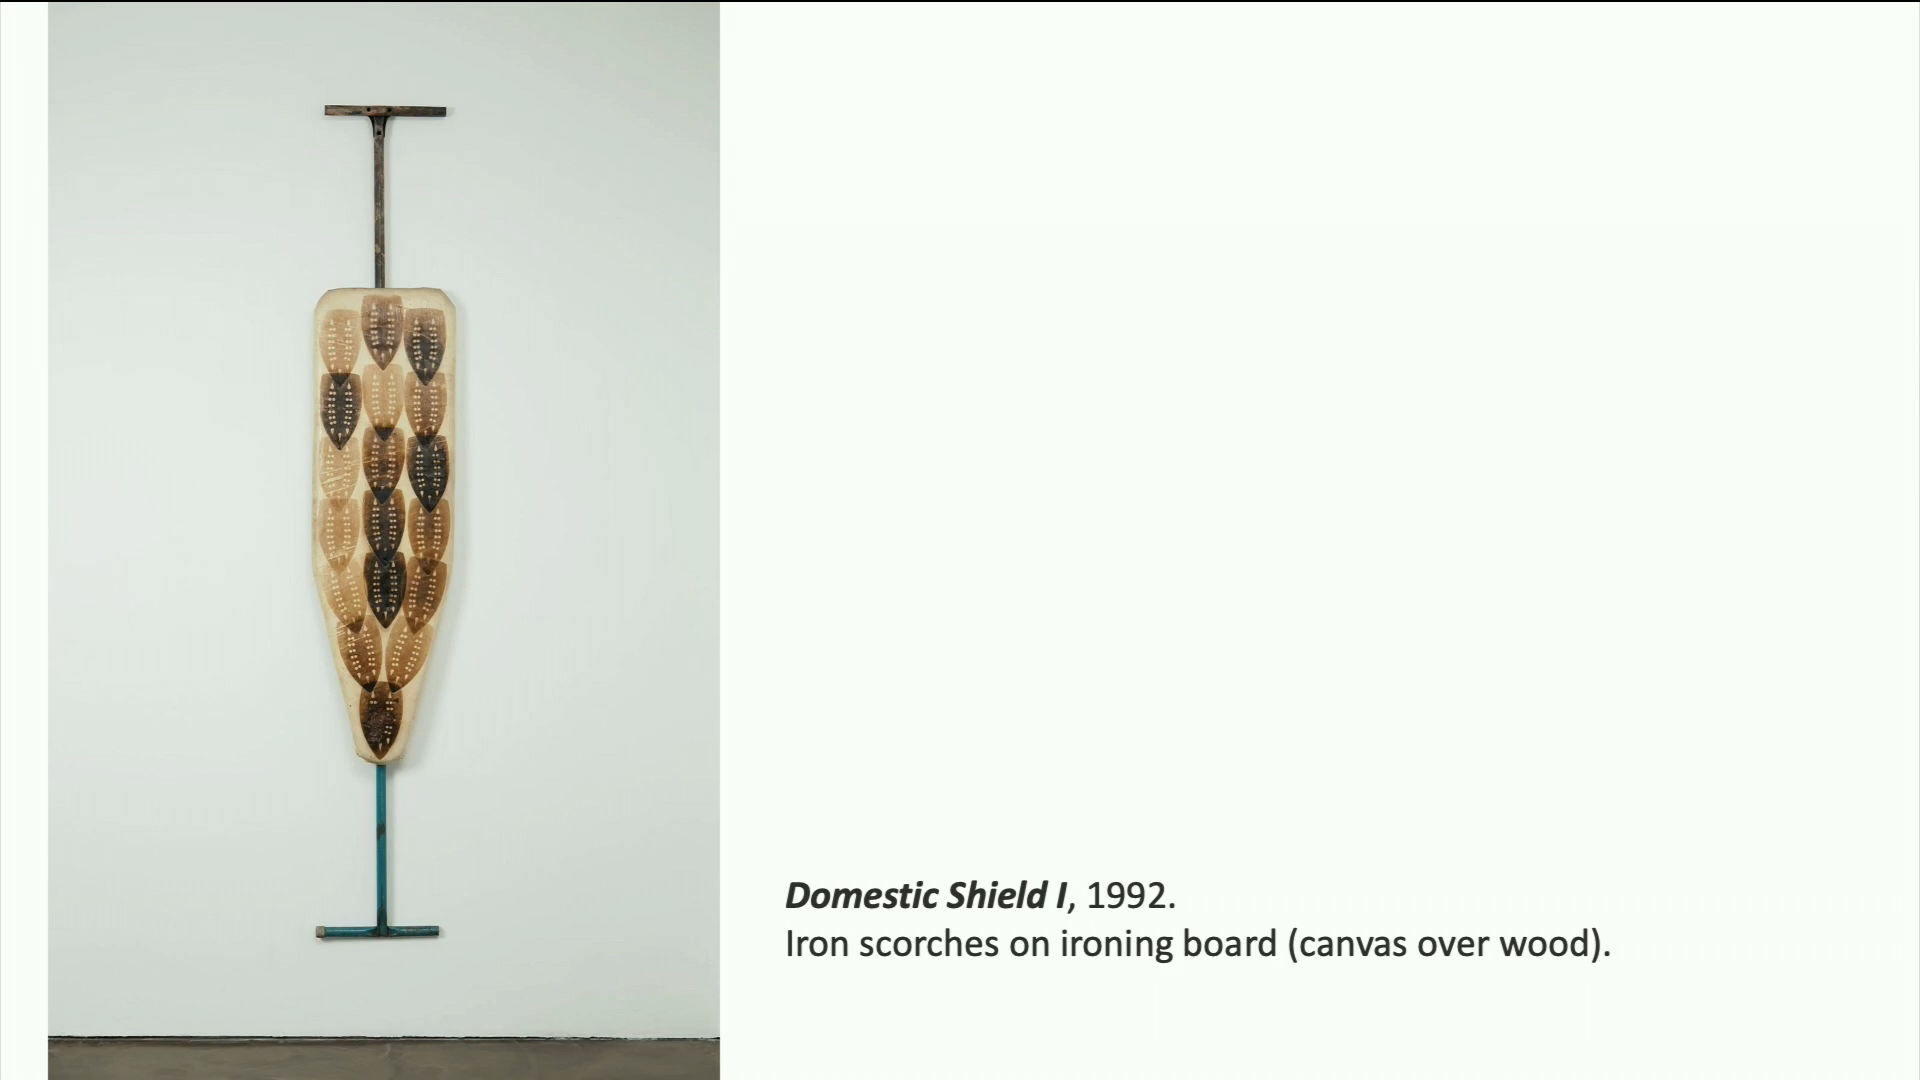 Domestic Shield I, 1992.
Iron scorches on ironing board (canvas over wood).